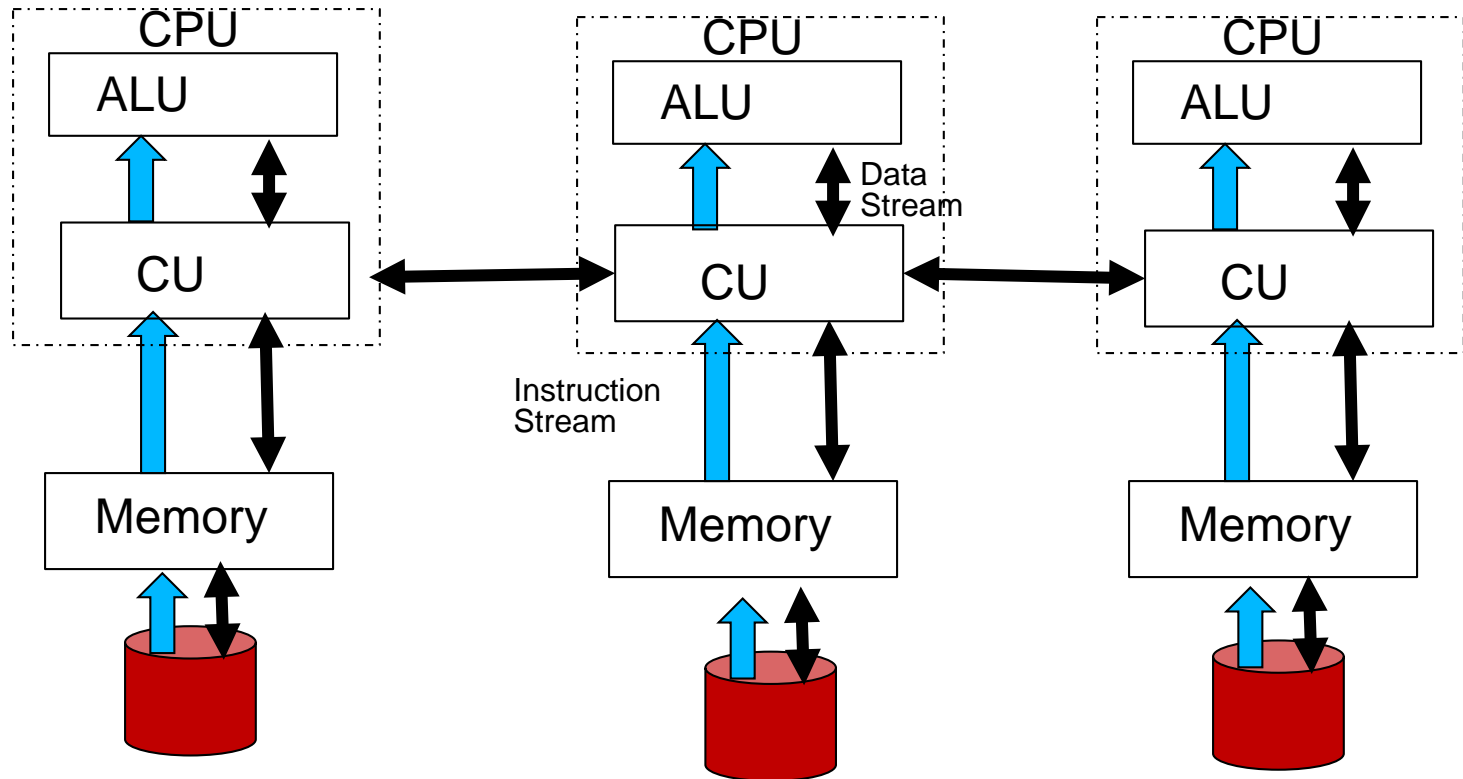 CPU
CPU
CPU
ALU
ALU
ALU
Data
Stream
CU
CU
CU
Instruction
Stream
Memory
Memory
Memory